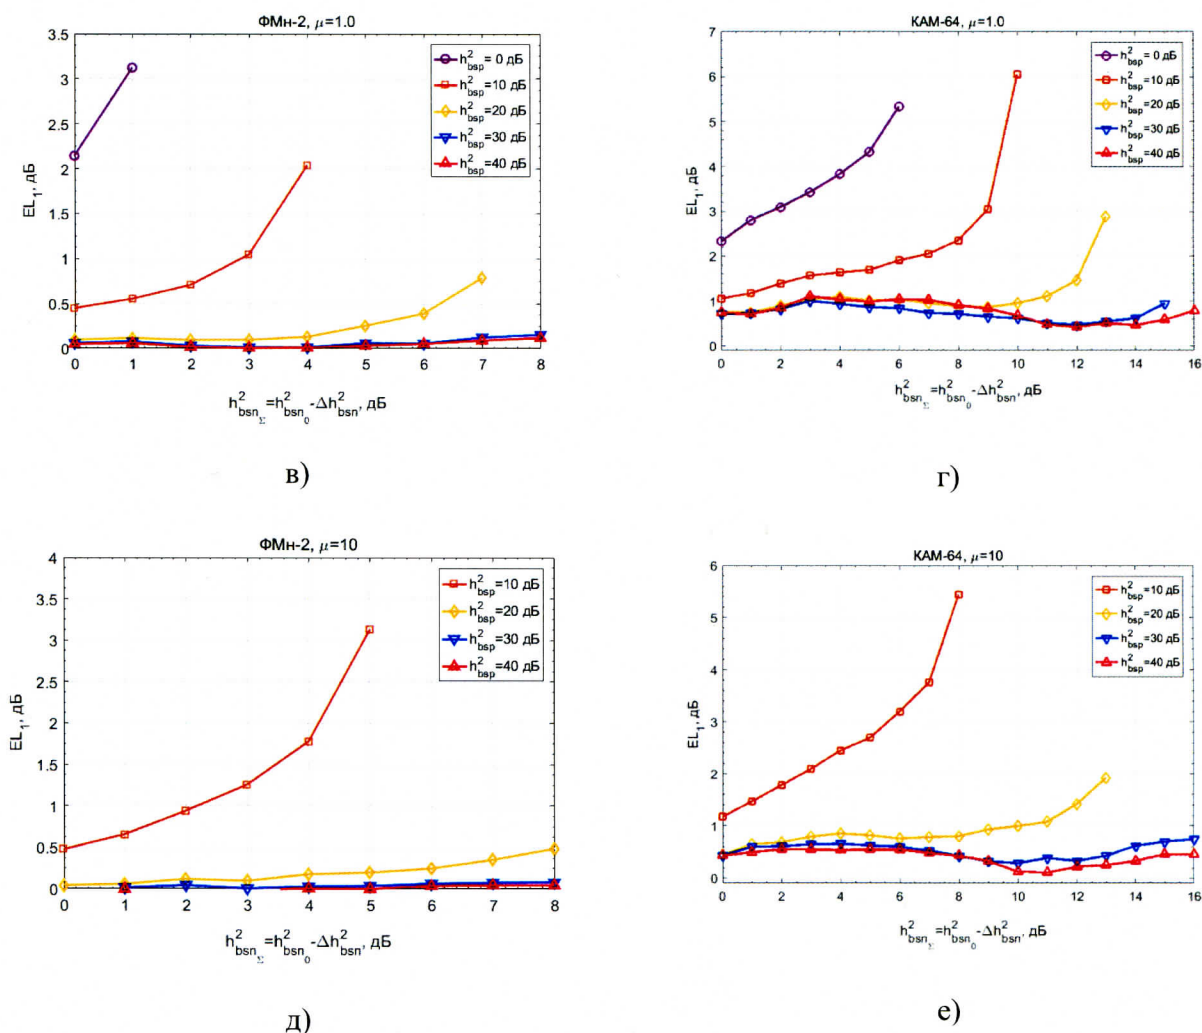 ФМн-2, μ=1.0
3.5
3
2.5
2
1.5
1
0.5
0
EL₁, дБ
h²bsp = 0 дБ
h²bsp =10 дБ
h²bsp =20 дБ
h²bsp =30 дБ
h²bsp =40 дБ
0 1 2 3 4 5 6 7 8
h²bsnΣ=h²bsn0-Δh²bsn, дБ
в)
КАМ-64, μ=1.0
7
6
5
4
3
2
1
0
EL₁, дБ
h²bsp= 0 дБ
h²bsp=10 дБ
h²bsp=20 дБ
h²bsp=30 дБ
h²bsp=40 дБ
0 2 4 6 8 10 12 14 16
h²bsnΣ=h²bsn0-Δh²bsn, дБ
г)
ФМн-2, μ=10
4
3.5
3
2.5
2
1.5
1
0.5
0
EL₁, дБ
h²bsp=10 дБ
h²bsp=20 дБ
h²bsp=30 дБ
h²bsp=40 дБ
0 1 2 3 4 5 6 7 8
h²bsnΣ=h²bsn0-Δh²bsn, дБ
д)
КАМ-64, μ=10
6
5
4
3
2
1
0
EL₁, дБ
h²bsp=10 дБ
h²bsp=20 дБ
h²bsp=30 дБ
h²bsp=40 дБ
0 2 4 6 8 10 12 14 16
h²bsnΣ=h²bsn0-Δh²bsn, дБ
е)